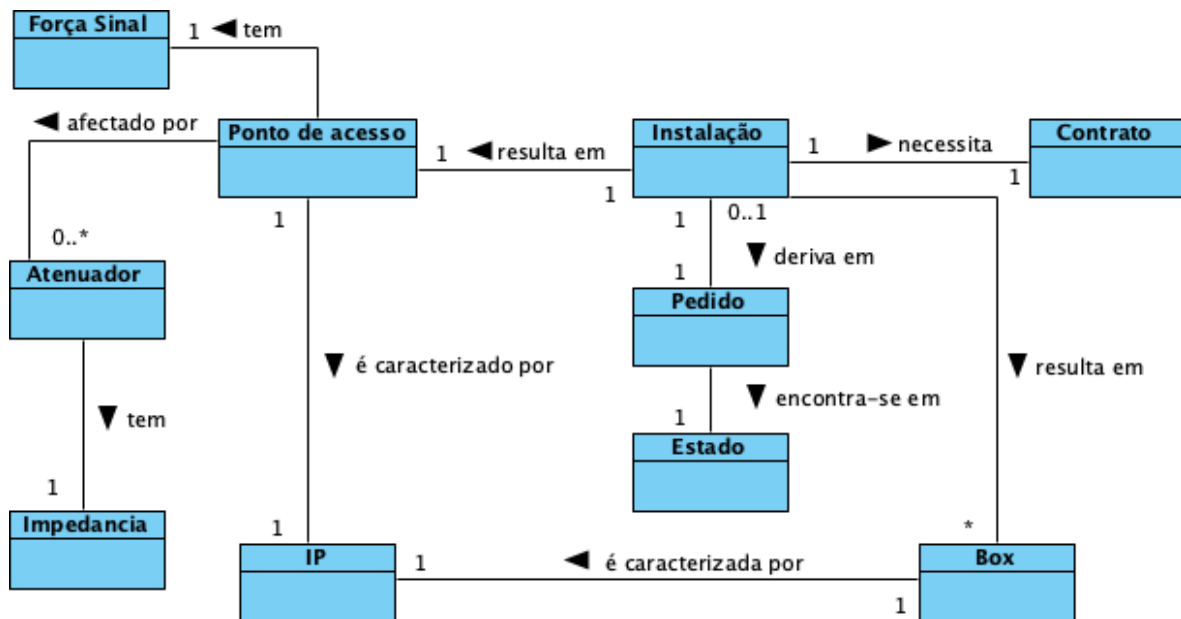 Força Sinal
1 ◄ tem
◄ afectado por
Ponto de acesso
1 ◄ resulta em
1
Instalação
1 ► necessita
1
Contrato
1
1
0..1
0..*
▼ deriva em
Atenuador
1
Pedido
▼ é caracterizado por
▼ resulta em
▼ encontra-se em
▼ tem
1
Estado
1
Impedancia
1
*
IP
1 ◄ é caracterizada por
1
Box